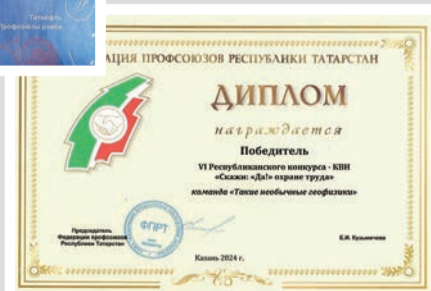 Татнефть
Профсоюзы
РАЦИЯ ПРОФСОЮЗОВ РЕСПУБЛИКИ ТАТАРСТАН
ДИПЛОМ
награждается
Победитель
VI Республиканского конкурса - КВН
«Скажи: «Да!» охране труда»
команда «Такие необычные геофизики»
Председатель
Федерации профсоюзов
Республики Татарстан
ФПРТ
Е.И. Кузьмичева
Казань 2024 г.